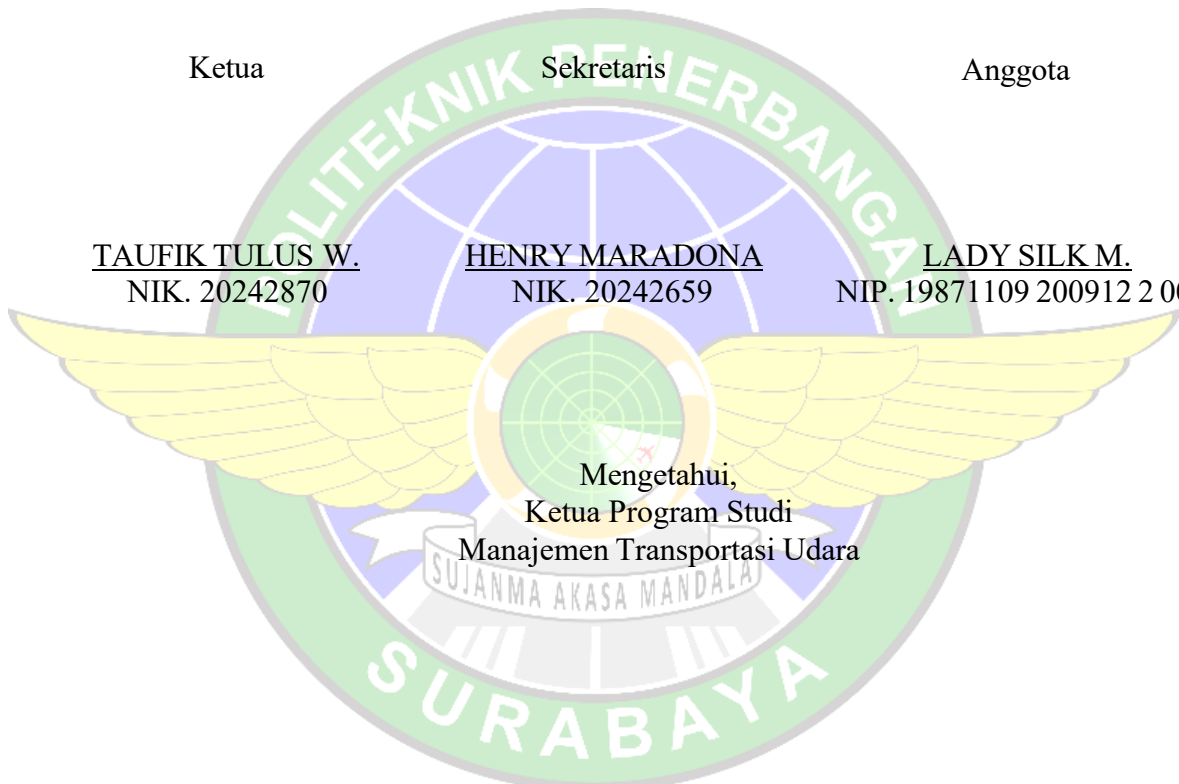 Ketua
Sekretaris
Anggota
POLITEKNIK PENERBANGAN
TAUFIK TULUS W.
HENRY MARADONA
LADY SILK M.
NIK. 20242870
NIK. 20242659
NIP. 19871109 200912 2 00
Mengetahui,
Ketua Program Studi
Manajemen Transportasi Udara
SUJANMA AKASA MANDALA
SURABAYA